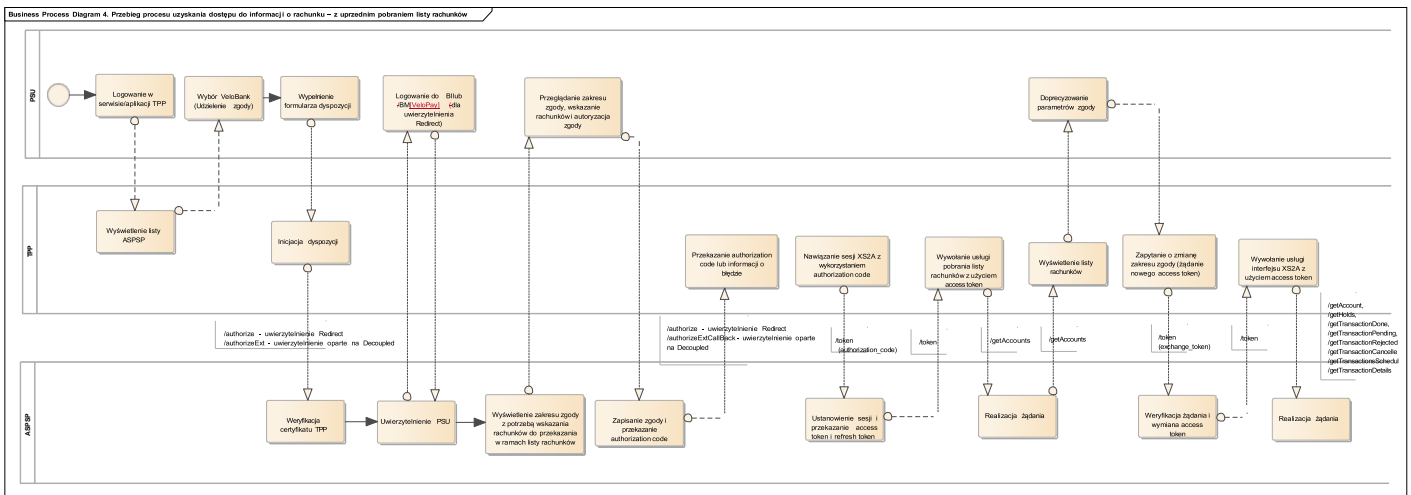 Business Process Diagram 4. Przebieg procesu uzyskania dostępu do informacji o rachunku – z uprzednim pobraniem listy rachunków
PSU
Logowanie w
serwisie/aplikacji TPP
Wybór VeloBank
(Udzielenie zgody)
Wypełnienie
formularza dyspozycji
Logowanie do BI lub
/BM[VeloPay] (dla
uwierzytelnienia
Redirect)
Przeglądanie zakresu
zgody, wskazanie
rachunków i autoryzacja
zgody
Doprecyzowanie
parametrów zgody
TPP
Wyświetlenie listy
ASPSP
Inicjacja dyspozycji
Przekazanie authorization
code lub informacji o
błędzie
Nawiązanie sesji XS2A z
wykorzystaniem
authorization code
Wywołanie usługi
pobrania listy
rachunków z użyciem
access token
Wyświetlenie listy
rachunków
Zapytanie o zmianę
zakresu zgody (żądanie
nowego access token)
Wywołanie usługi
interfejsu XS2A z
użyciem access token
/authorize - uwierzytelnienie Redirect
/authorizeExt - uwierzytelnienie oparte na Decoupled
/authorize - uwierzytelnienie Redirect
/authorizeExtCallBack - uwierzytelnienie oparte
na Decoupled
/token
(authorization_code)
/token
/getAccounts
/getAccounts
/token
(exchange_token)
/token
/getAccount,
/getHolds,
/getTransactionDone,
/getTransactionPending,
/getTransactionRejected
/getTransactionCancelle
/getTransactionsSchedul
/getTransactionDetails
ASPSP
Weryfikacja
certyfikatu TPP
Uwierzytelnienie PSU
Wyświetlenie zakresu zgody
z potrzebą wskazania
rachunków do przekazania
w ramach listy rachunków
Zapisanie zgody i
przekazanie
authorization code
Ustanowienie sesji i
przekazanie access
token i refresh token
Realizacja żądania
Weryfikacja żądania i
wymiana access
token
Realizacja żądania